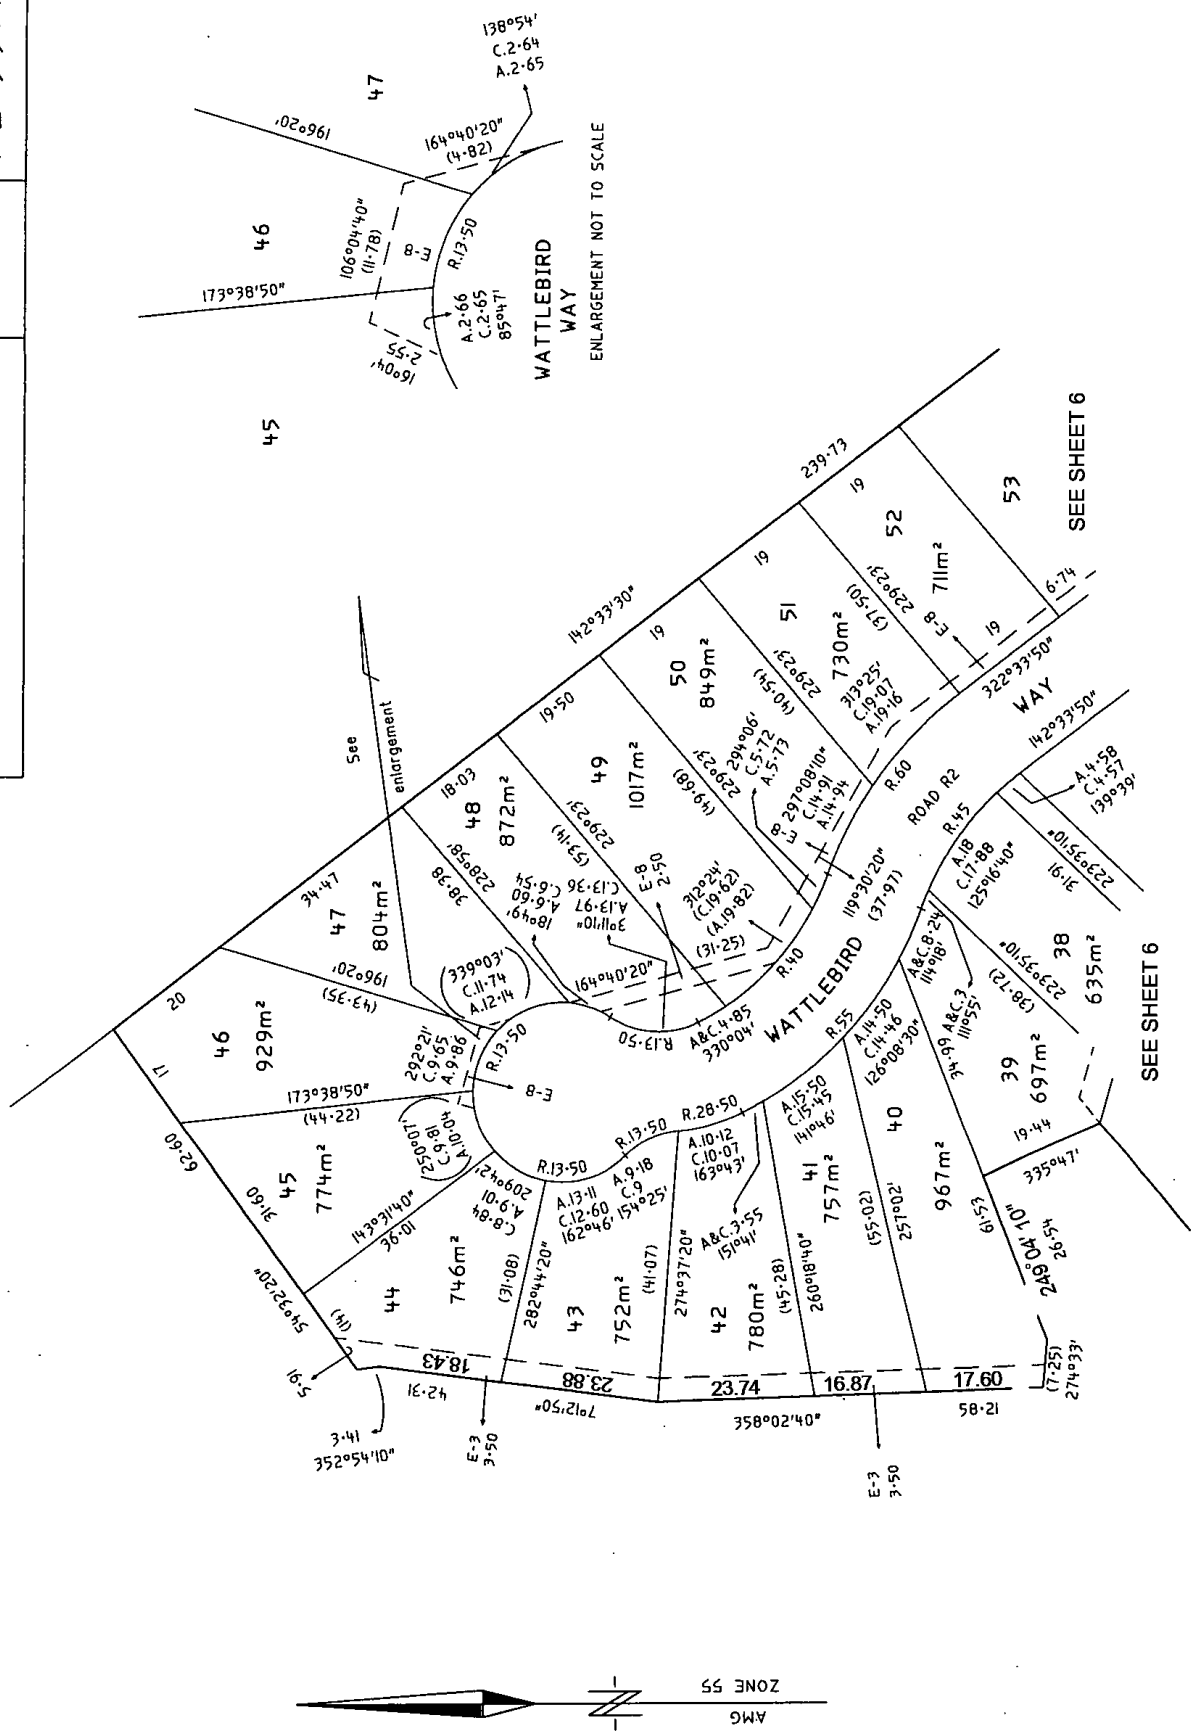 138°54'
C.2·64
A.2·65
47
196°20'
164°40'20"
(4·82)
46
106°04'40"
(11·78)
E-8
R.13·50
173°38'50"
A.2·66
C.2·65
85°47'
16°04'
2·55
45
WATTLEBIRD
WAY
ENLARGEMENT NOT TO SCALE
239·73
53
SEE SHEET 6
19
52
711m²
229°23'
(37·50)
E-8
19
6·74
322°33'50"
WAY
142°33'50"
19
51
730m²
229°23'
(40·54)
313°25'
C.19·07
A.19·16
142°33'30"
19
50
849m²
229°23'
(49·68)
294°06'
C.5·72
A.5·73
E-8
297°08'10"
C.14·91
A.14·94
R.60
ROAD R2
R.45
A.4·58
C.4·57
139°39'
See
enlargement
19·50
49
1017m²
229°23'
(53·14)
E-8
2·50
312°24'
(C.19·62)
(A.19·82)
(31·25)
119°30'20"
(37·97)
A.18
C.17·88
125°16'40"
31·91
223°35'10"
18·03
48
872m²
228°58'
38·38
18°49'
A.6·60
C.6·54
3°11'10"
A.13·97
C.13·36
164°40'20"
R.40
WATTLEBIRD
A&C.8·24
114°18'
223°35'10"
(38·72)
38
635m²
SEE SHEET 6
34·47
47
804m²
196°20'
(43·35)
(339°03')
C.11·74
A.12·14
R.13·50
A&C.4·85
330°04'
R.55
A.14·50
C.14·46
126°08'30"
34·99
A&C.3
111°55'
39
697m²
19·44
335°47'
20
46
929m²
292°21'
C.9·65
A.9·86
R.13·50
E-8
17
173°38'50"
(44·22)
(250°07')
C.9·81
A.10·04
62·60
31·60
45
774m²
143°31'40"
36·01
209°42'
A.9·01
C.8·84
R.13·50
R.13·50
R.28·50
A.13·11
C.12·60
162°46'
A.9·18
C.9
154°25'
A.10·12
C.10·07
163°43'
A.15·50
C.15·45
141°46'
A&C.3·55
151°41'
40
967m²
(55·02)
257°02'
61·53
249°04'10"
26·54
54°32'20"
(14)
44
746m²
(31·08)
282°44'20"
43
752m²
(41·07)
274°37'20"
42
780m²
(45·28)
260°18'40"
41
757m²
5·91
18.43
23.88
23.74
16.87
17.60
(7·25)
274°33'
42·31
7°12'50"
358°02'40"
58·21
3·41
352°54'10"
E-3
3·50
E-3
3·50
AMG
ZONE 55